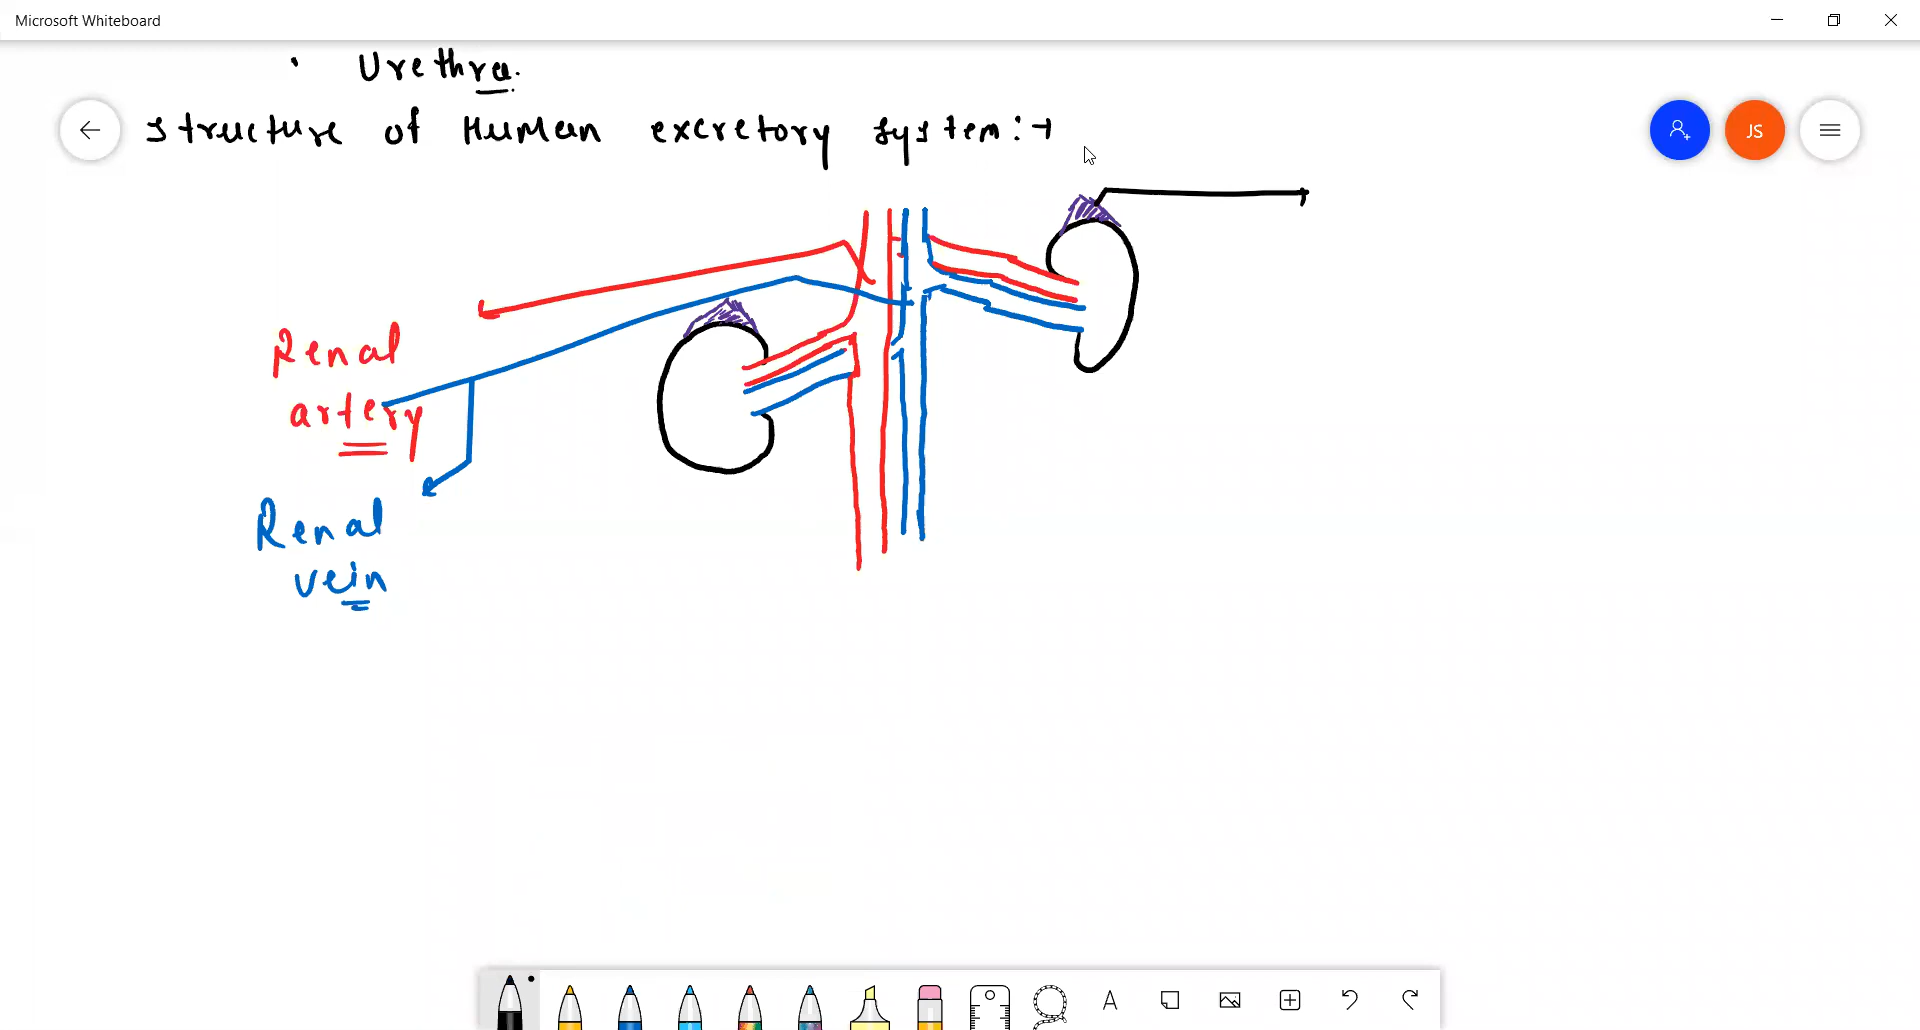 Microsoft Whiteboard
• Urethra.
structure of Human excretory system:→
JS
Renal
artery
Renal
vein
A